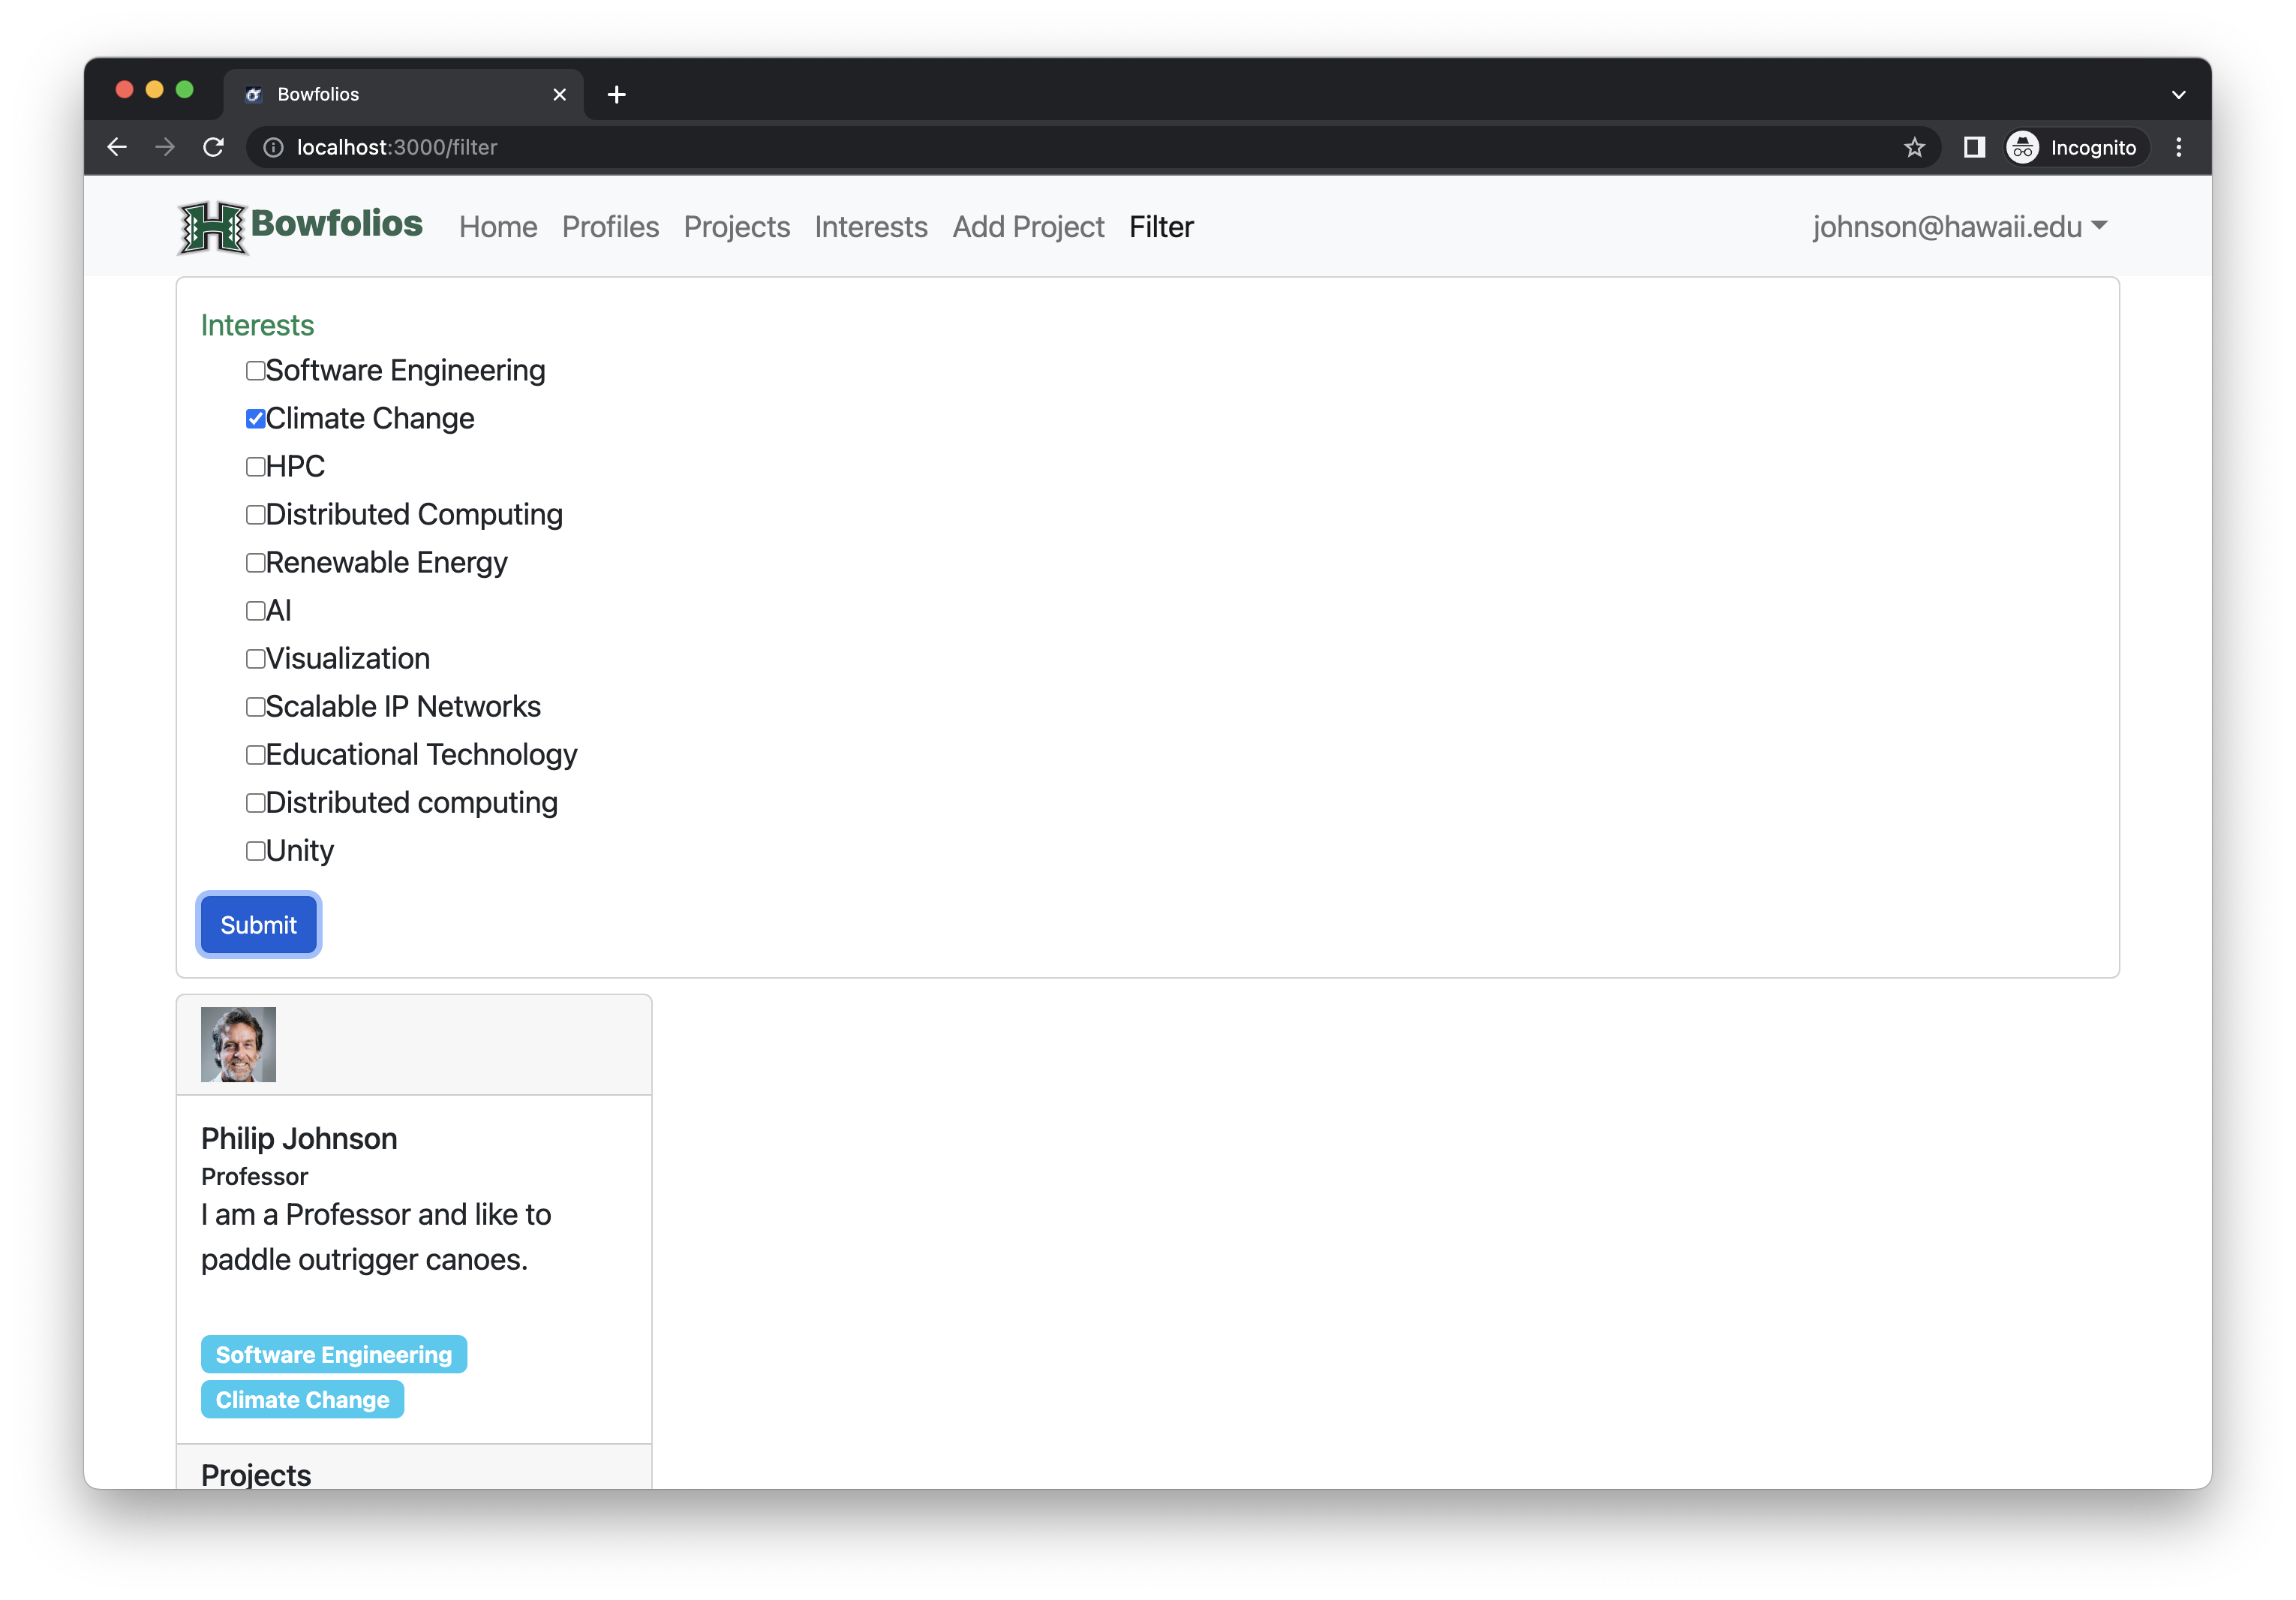 Bowfolios
localhost:3000/filter
Incognito
H Bowfolios Home Profiles Projects Interests Add Project Filter johnson@hawaii.edu
Interests
Software Engineering
Climate Change
HPC
Distributed Computing
Renewable Energy
AI
Visualization
Scalable IP Networks
Educational Technology
Distributed computing
Unity
Submit
Philip Johnson
Professor
I am a Professor and like to
paddle outrigger canoes.
Software Engineering
Climate Change
Projects